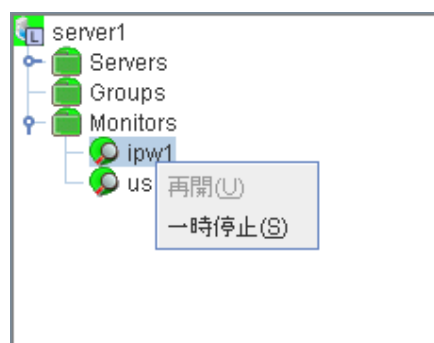 L server1
Servers
Groups
Monitors
ipw1
us
再開(U)
一時停止(S)